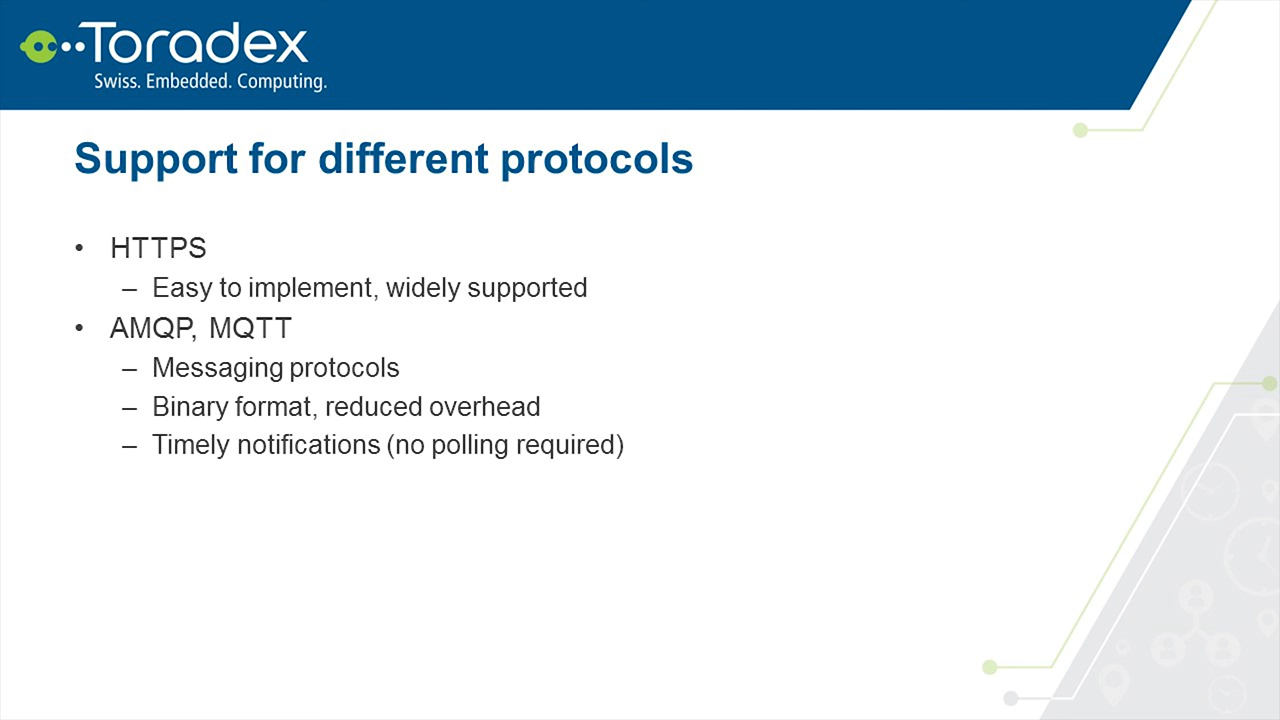 Toradex
Swiss. Embedded. Computing.
Support for different protocols
• HTTPS
– Easy to implement, widely supported
• AMQP, MQTT
– Messaging protocols
– Binary format, reduced overhead
– Timely notifications (no polling required)